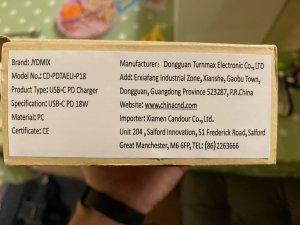 Brand: JYDMIX
Model No.: CD-PDTAEU-P18
Product Type: USB-C PD Charger
Specification: USB-C PD 18W
Material: PC
Certificate: CE
Manufacturer: Dongguan Turnmax Electronic Co., LTD
Add: Erxiafang Industrial Zone, Xiansha, Gaobu Town,
Dongguan, Guangdong Province 523287, P.R.China
Website: www.chinacnd.com
Importer: Xiamen Candour Co., Ltd.
Unit 204, Salford Innovation, 51 Frederick Road, Salford
Great Manchester, M6 6FP, TEL: (86) 2263666